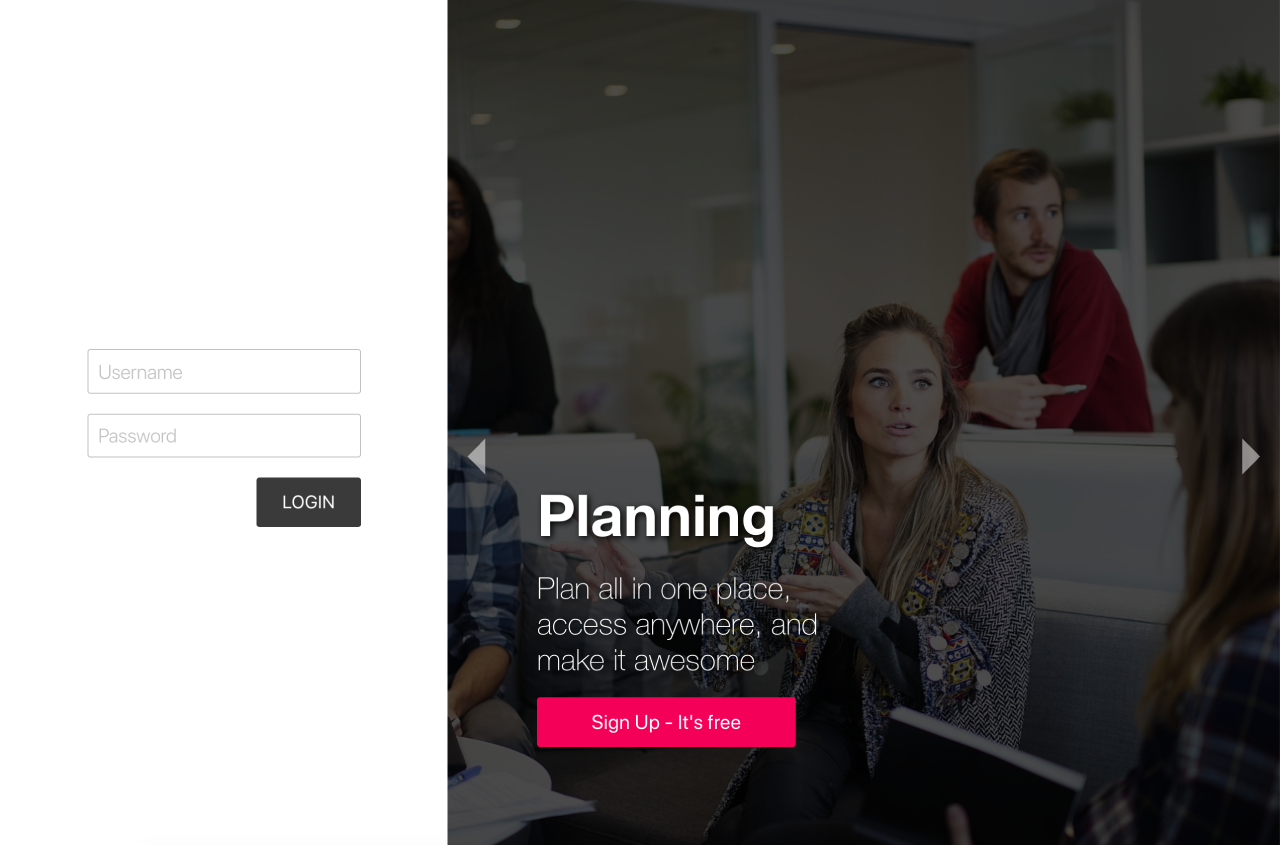 Username
Password
LOGIN
Planning
Plan all in one place,
access anywhere, and
make it awesome
Sign Up - It's free